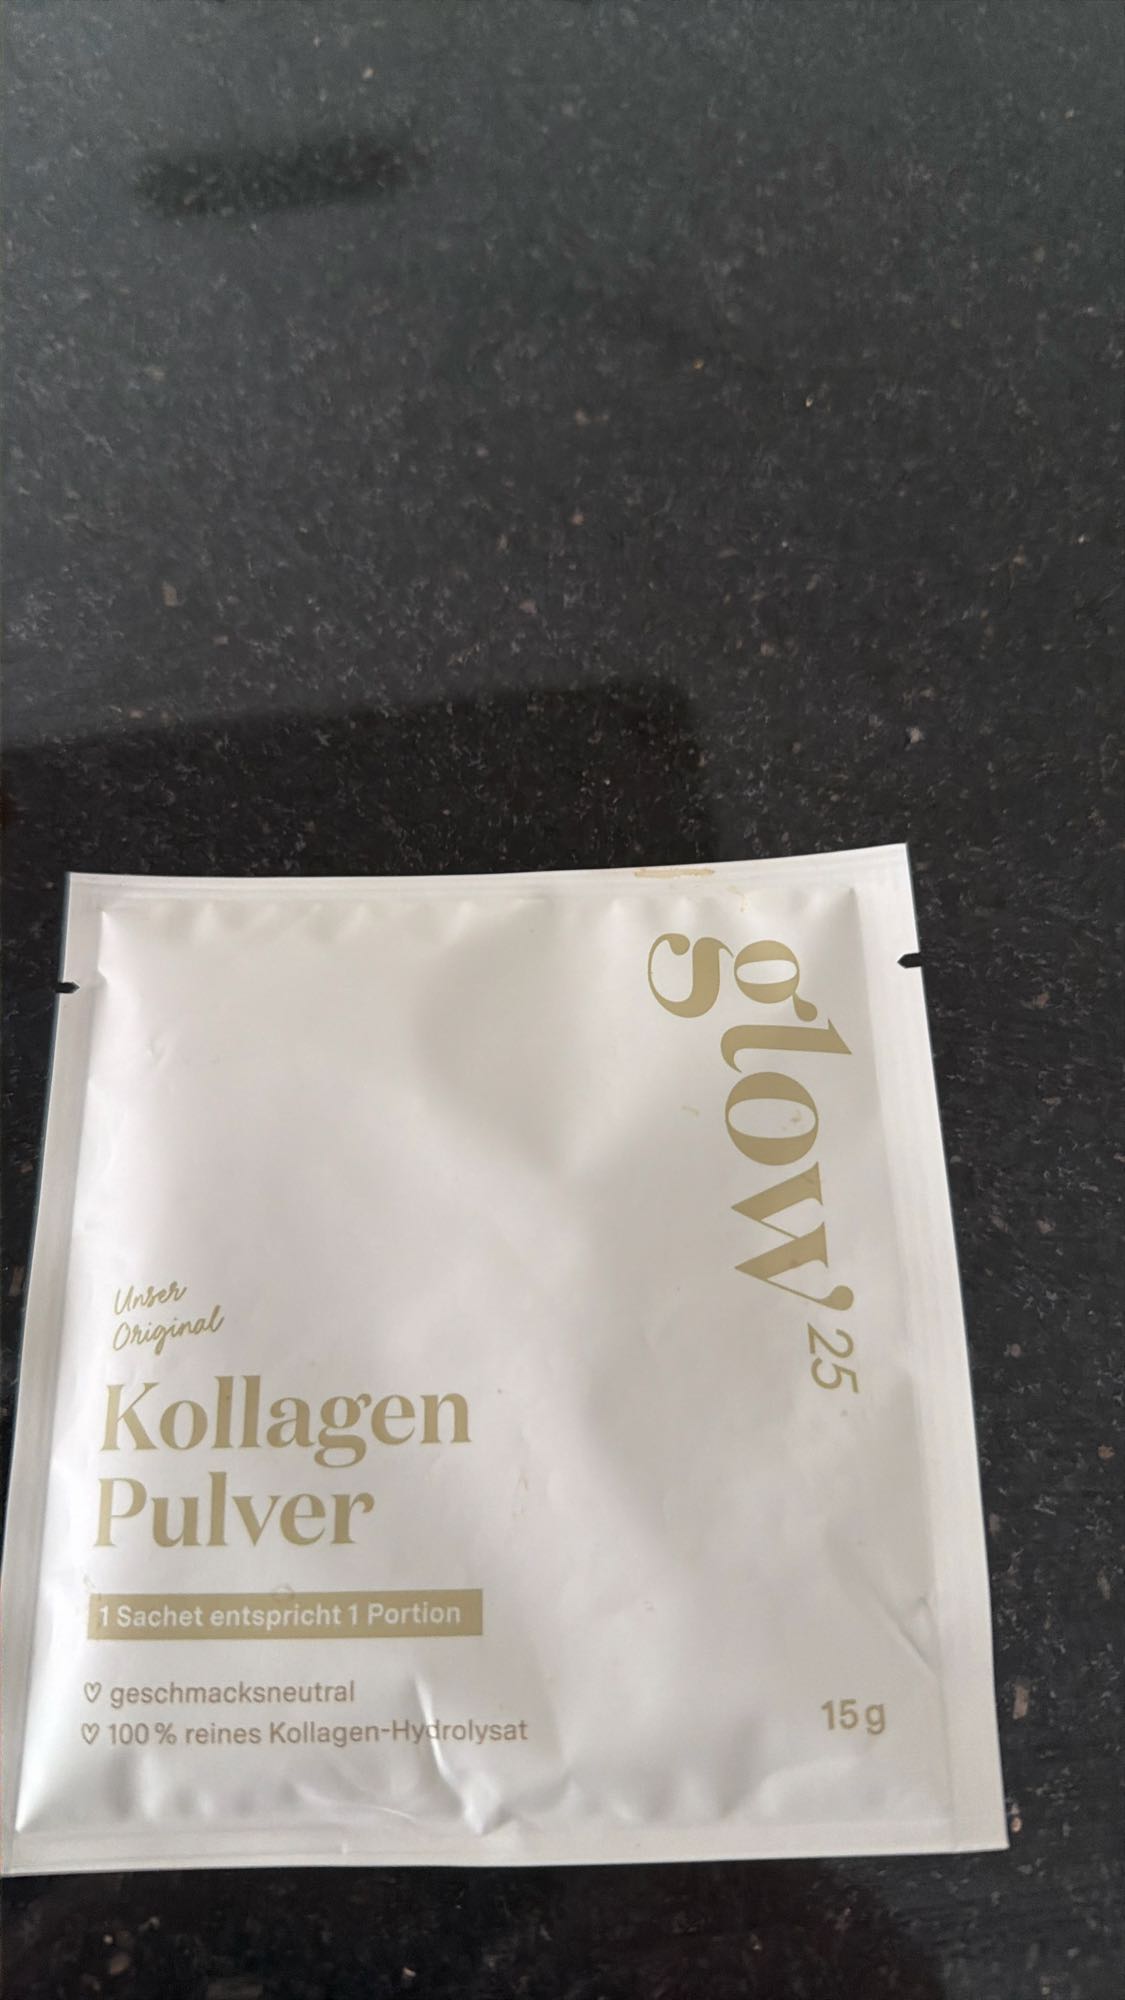 glow25
Unser
Original
Kollagen
Pulver
1 Sachet entspricht 1 Portion
geschmacksneutral
100 % reines Kollagen-Hydrolysat
15 g